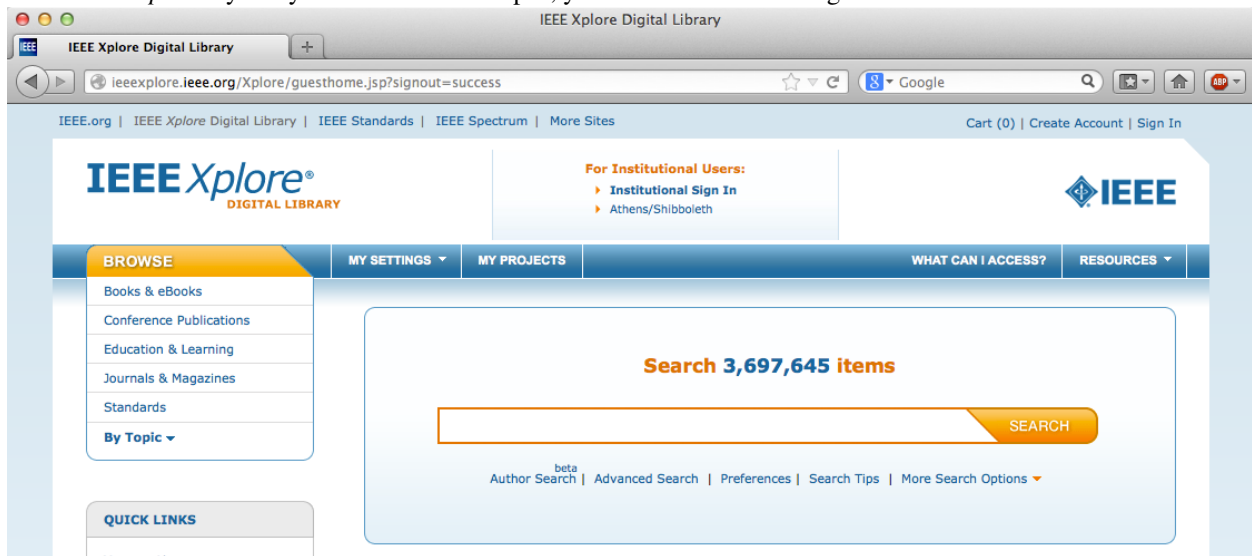 IEEE Xplore Digital Library
IEEE Xplore Digital Library
ieeexplore.ieee.org/Xplore/guesthome.jsp?signout=success
Google
ABP
IEEE.org | IEEE Xplore Digital Library | IEEE Standards | IEEE Spectrum | More Sites
Cart (0) | Create Account | Sign In
IEEE Xplore®
DIGITAL LIBRARY
For Institutional Users:
Institutional Sign In
Athens/Shibboleth
IEEE
BROWSE
MY SETTINGS
MY PROJECTS
WHAT CAN I ACCESS?
RESOURCES
Books & eBooks
Conference Publications
Education & Learning
Journals & Magazines
Standards
By Topic
Search 3,697,645 items
SEARCH
beta
Author Search | Advanced Search | Preferences | Search Tips | More Search Options
QUICK LINKS